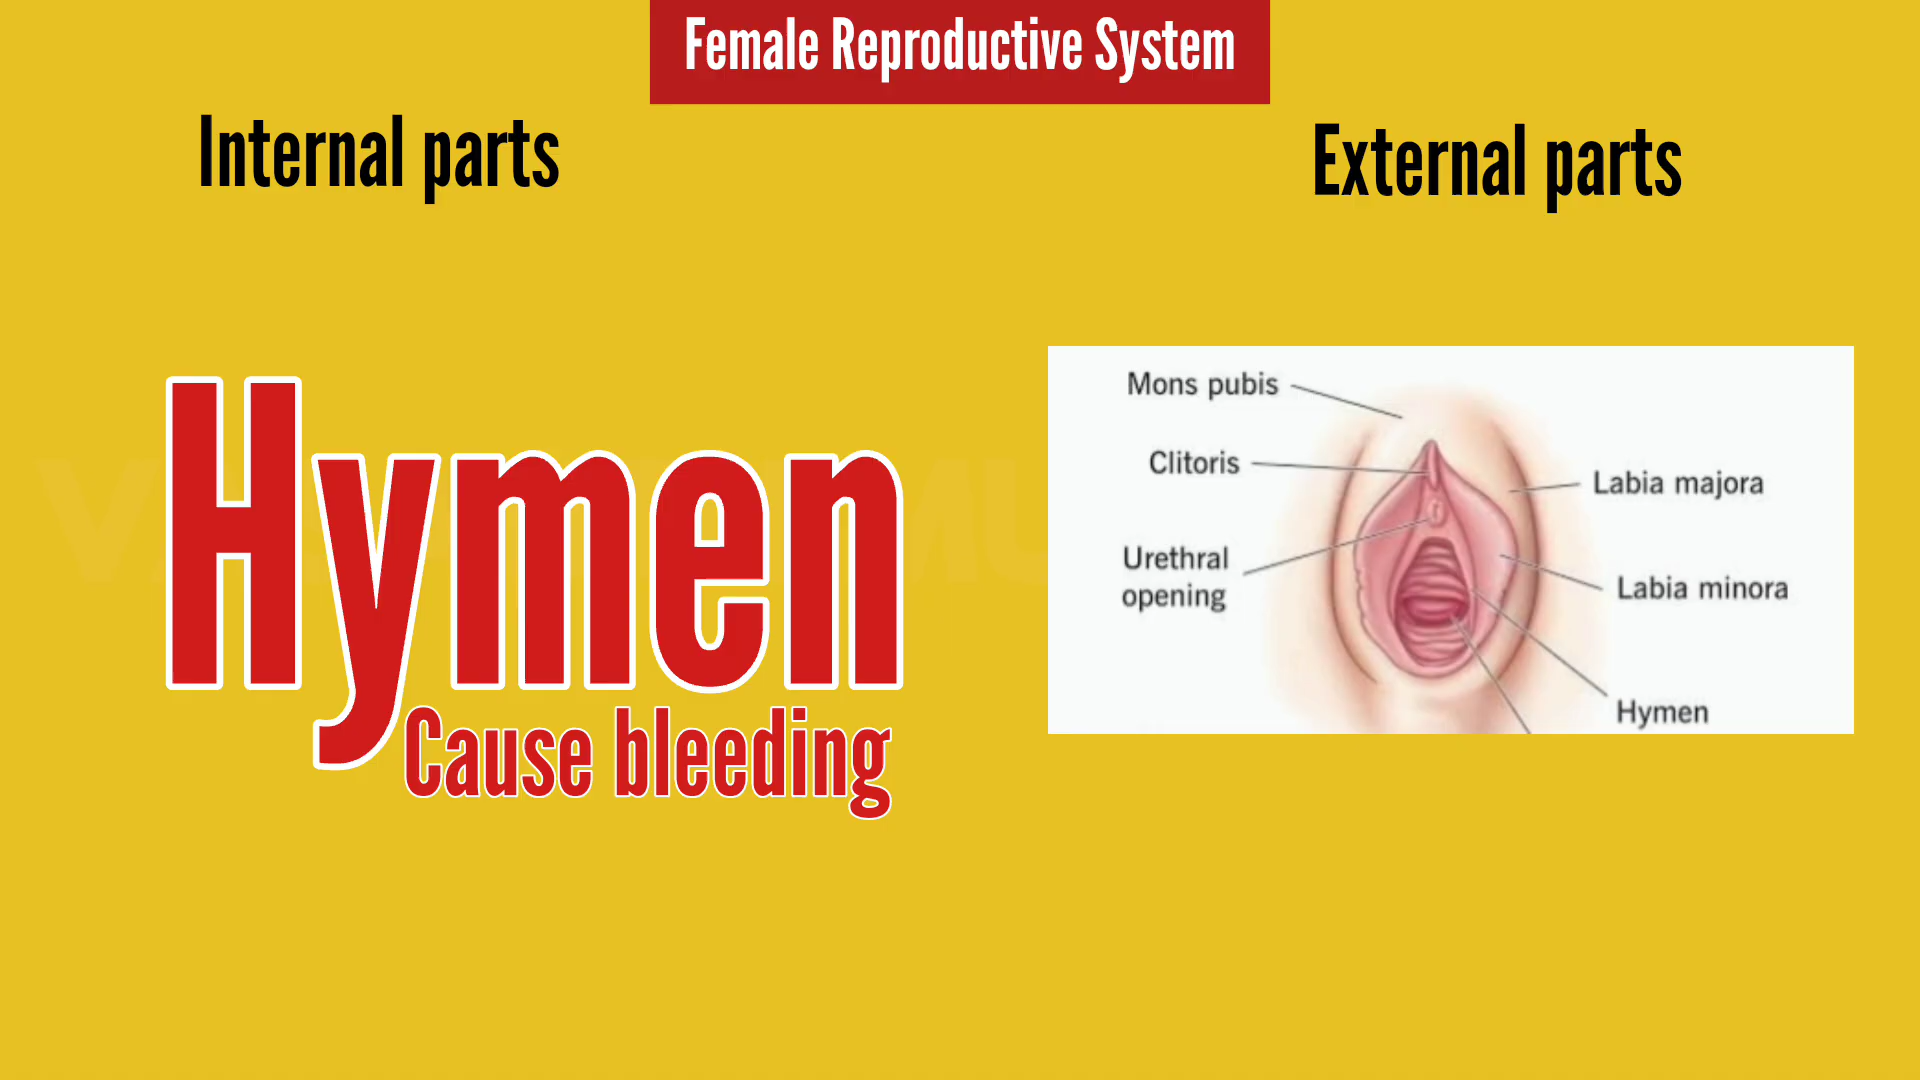 Female Reproductive System
Internal parts
External parts
Hymen
Cause bleeding
Mons pubis
Clitoris
Labia majora
Urethral
opening
Labia minora
Hymen